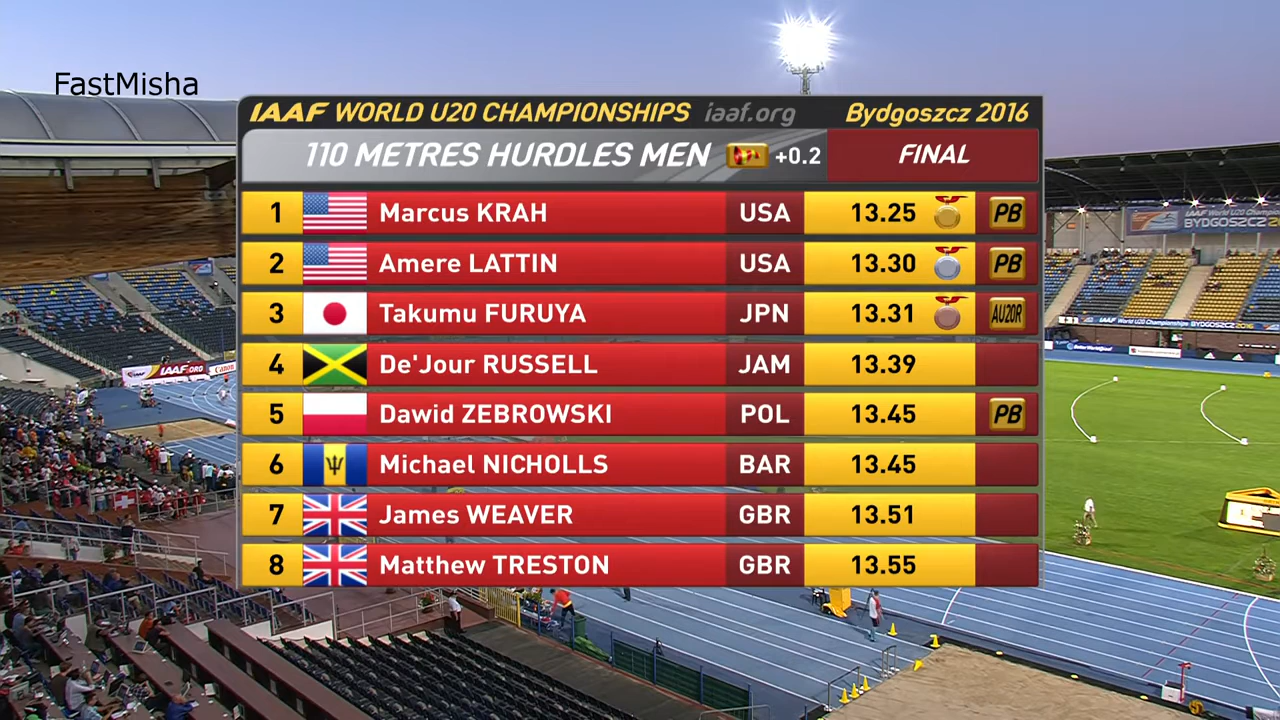 FastMisha
IAAF WORLD U20 CHAMPIONSHIPS iaaf.org Bydgoszcz 2016
110 METRES HURDLES MEN +0.2 FINAL
1 Marcus KRAH USA 13.25 PB
2 Amere LATTIN USA 13.30 PB
3 Takumu FURUYA JPN 13.31 AU20R
4 De'Jour RUSSELL JAM 13.39
5 Dawid ZEBROWSKI POL 13.45 PB
6 Michael NICHOLLS BAR 13.45
7 James WEAVER GBR 13.51
8 Matthew TRESTON GBR 13.55
IAAF.ORG Canon